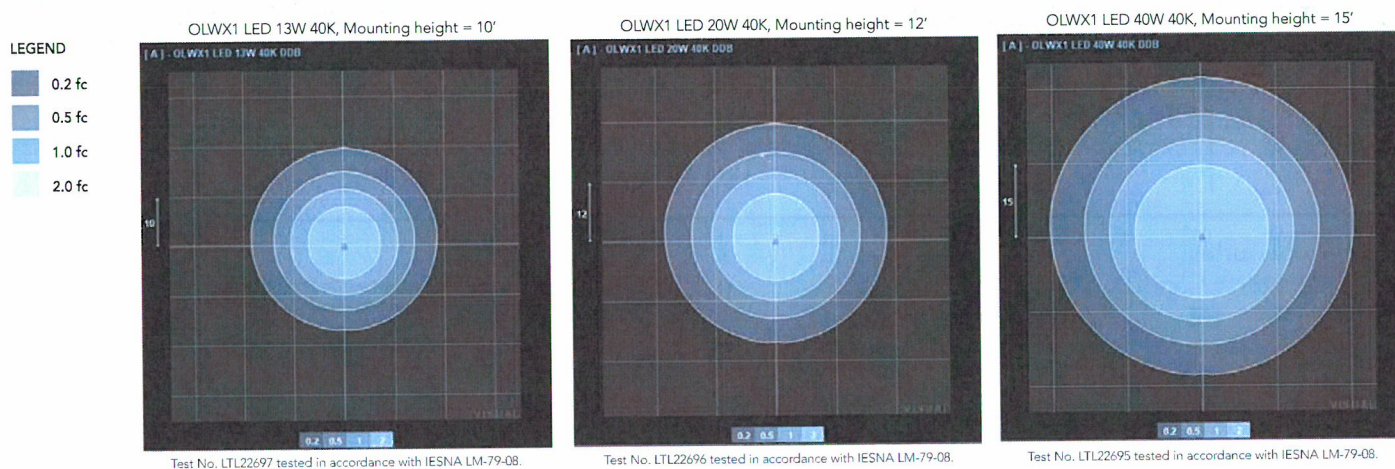 LEGEND
0.2 fc
0.5 fc
1.0 fc
2.0 fc
OLWX1 LED 13W 40K, Mounting height = 10'
[ A ] - OLWX1 LED 13W 40K DDB
10
VISUAL
0.2 0.5 1 2
Test No. LTL22697 tested in accordance with IESNA LM-79-08.
OLWX1 LED 20W 40K, Mounting height = 12'
[ A ] - OLWX1 LED 20W 40K DDB
12
VISUAL
0.2 0.5 1 2
Test No. LTL22696 tested in accordance with IESNA LM-79-08.
OLWX1 LED 40W 40K, Mounting height = 15'
[ A ] - OLWX1 LED 40W 40K DDB
15
VISUAL
0.2 0.5 1 2
Test No. LTL22695 tested in accordance with IESNA LM-79-08.